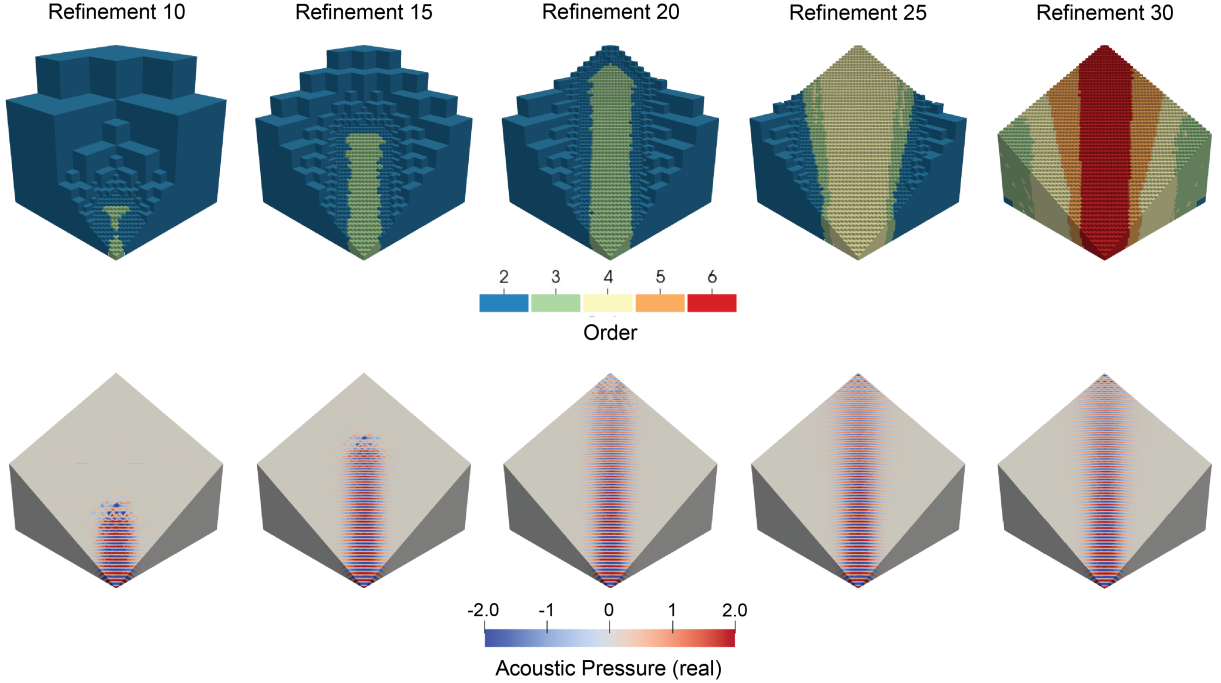 Refinement 10 Refinement 15 Refinement 20 Refinement 25 Refinement 30
2 3 4 5 6
Order
-2.0 -1 0 1 2.0
Acoustic Pressure (real)